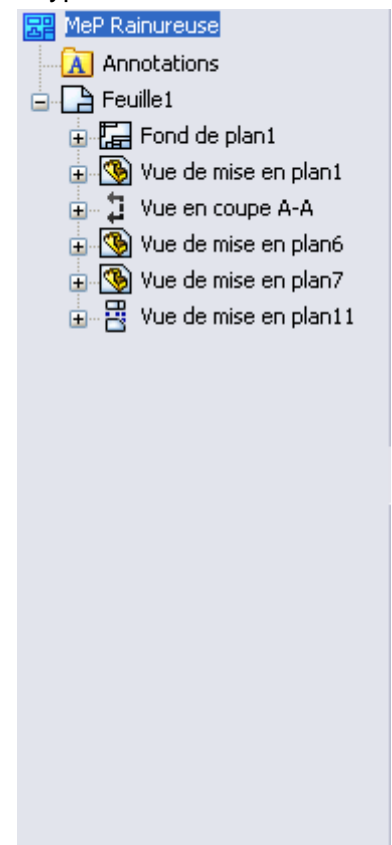 MeP Rainureuse
Annotations
Feuille1
Fond de plan1
Vue de mise en plan1
Vue en coupe A-A
Vue de mise en plan6
Vue de mise en plan7
Vue de mise en plan11